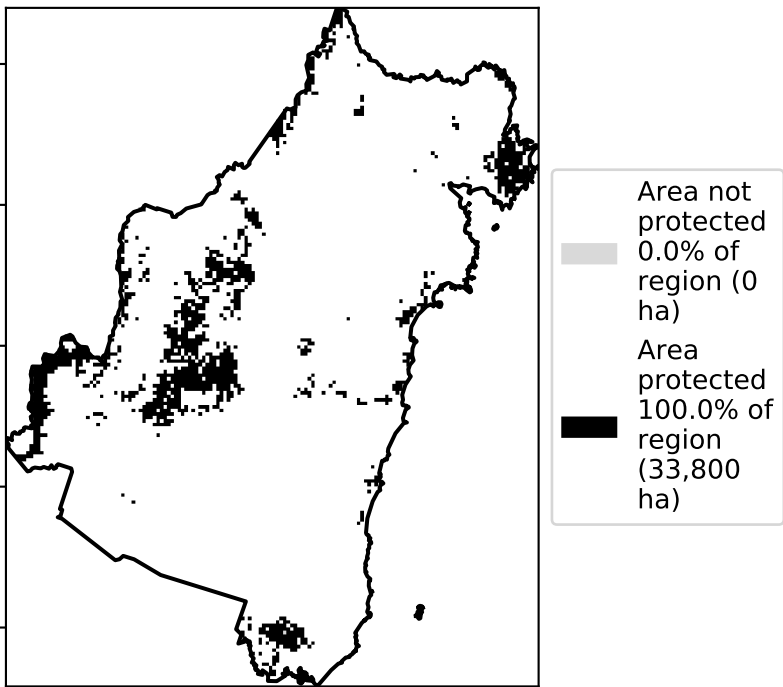 Area not
protected
0.0% of
region (0
ha)
Area
protected
100.0% of
region
(33,800
ha)